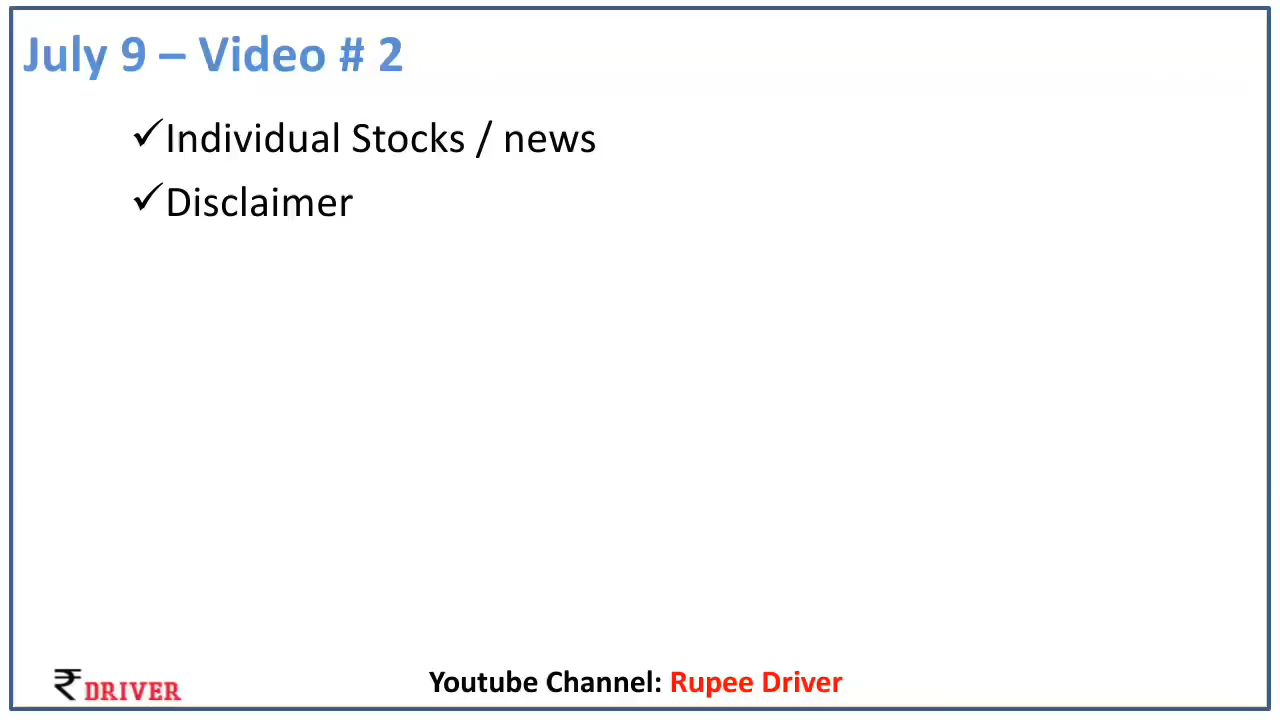 July 9 – Video # 2
✓Individual Stocks / news
✓Disclaimer
₹ DRIVER
Youtube Channel: Rupee Driver